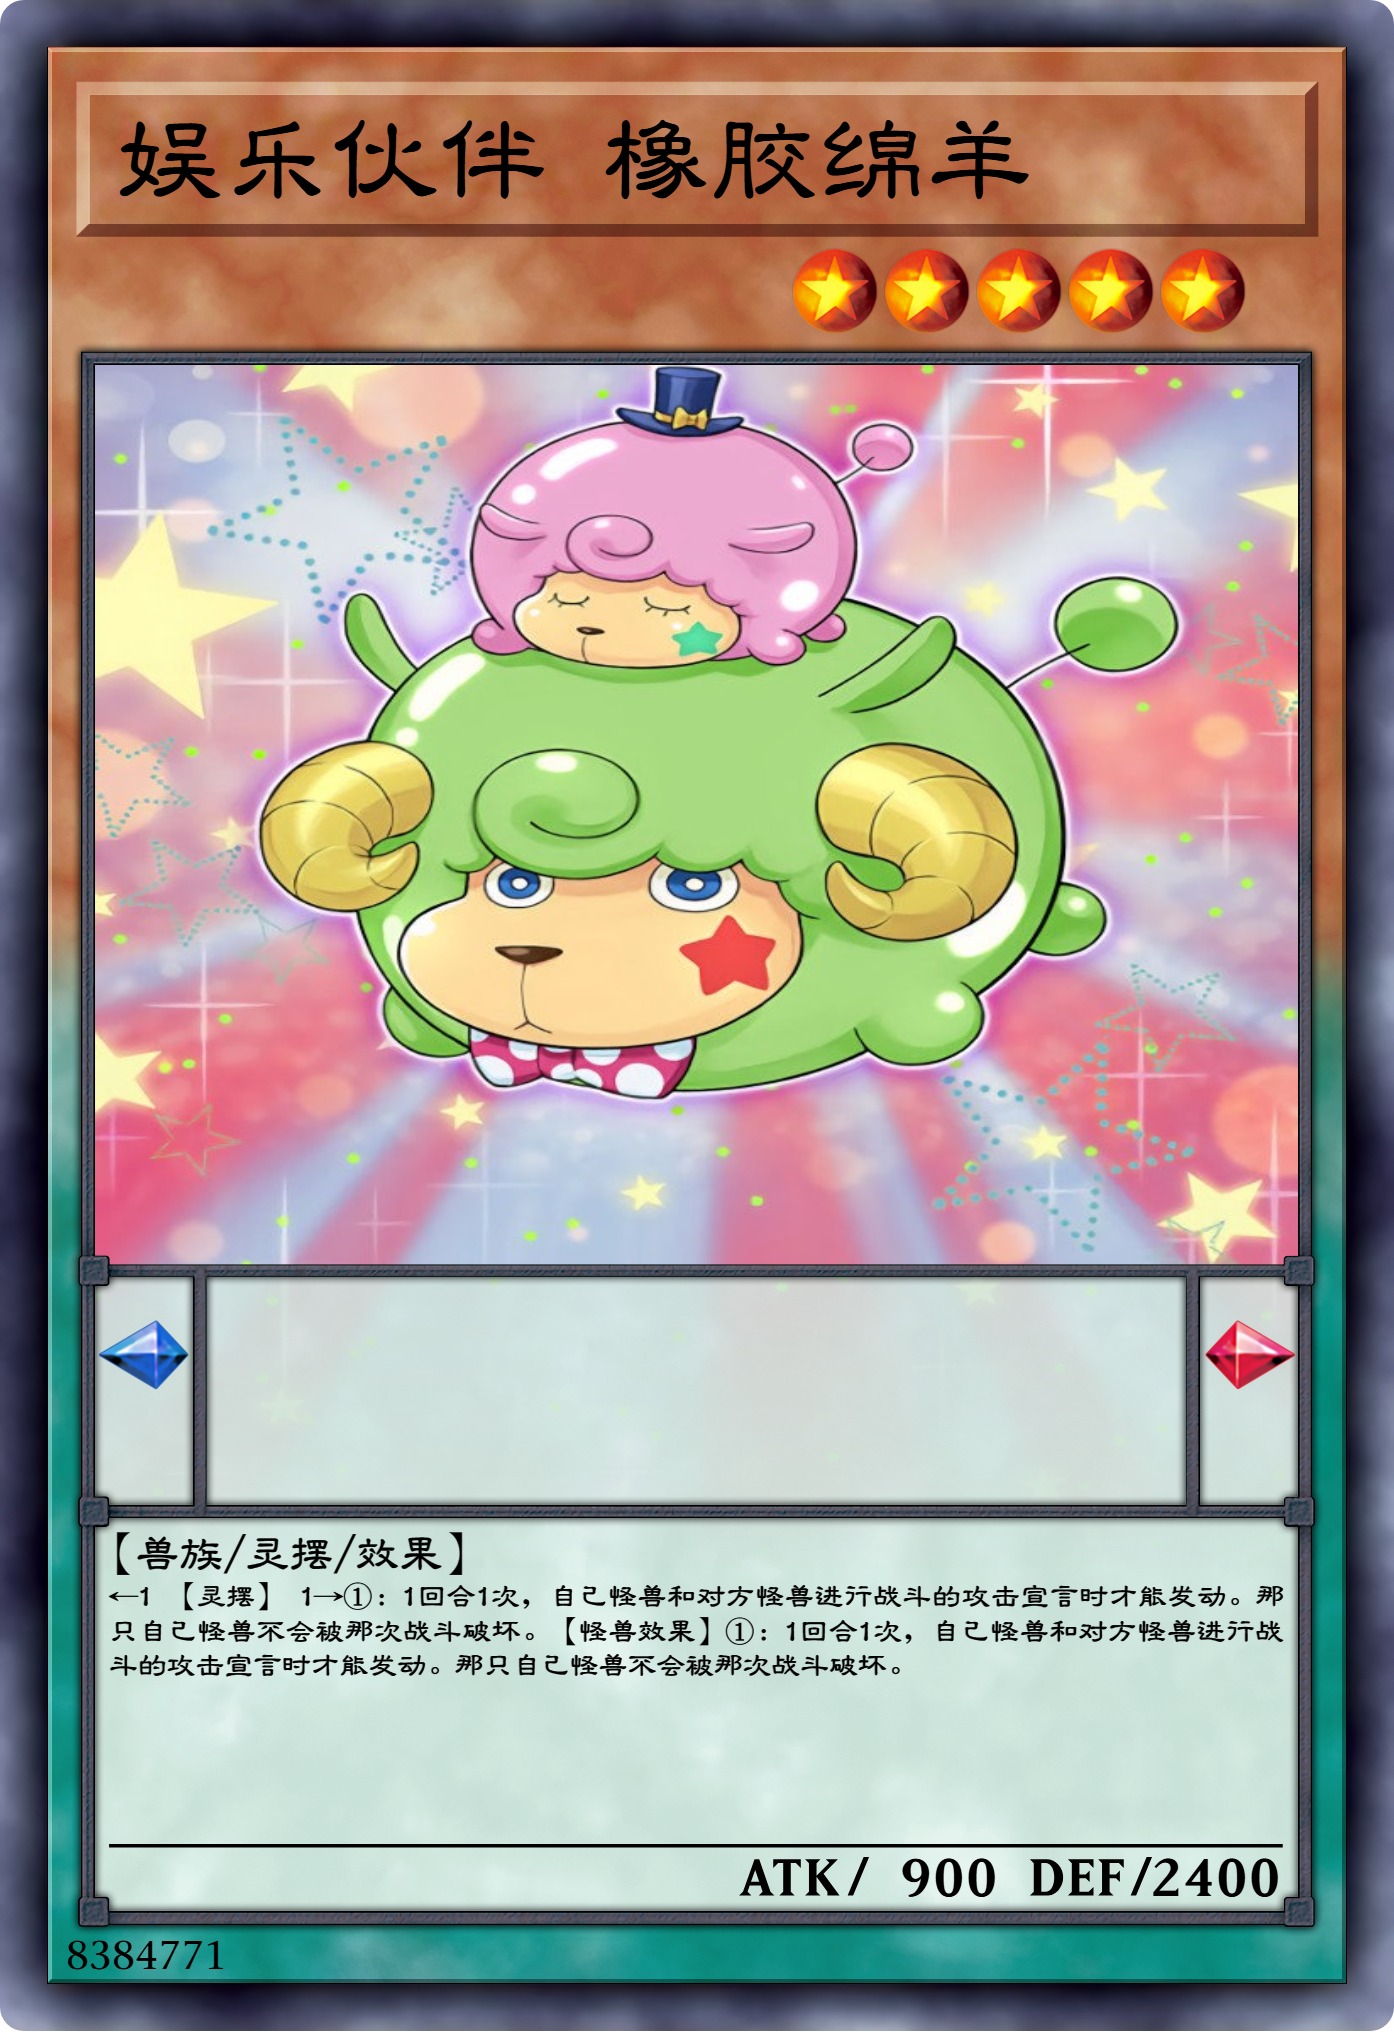 娱乐伙伴 橡胶绵羊
【兽族/灵摆/效果】
←1 【灵摆】 1→①：1回合1次，自己怪兽和对方怪兽进行战斗的攻击宣言时才能发动。那
只自己怪兽不会被那次战斗破坏。【怪兽效果】①：1回合1次，自己怪兽和对方怪兽进行战
斗的攻击宣言时才能发动。那只自己怪兽不会被那次战斗破坏。
ATK/ 900 DEF/2400
8384771